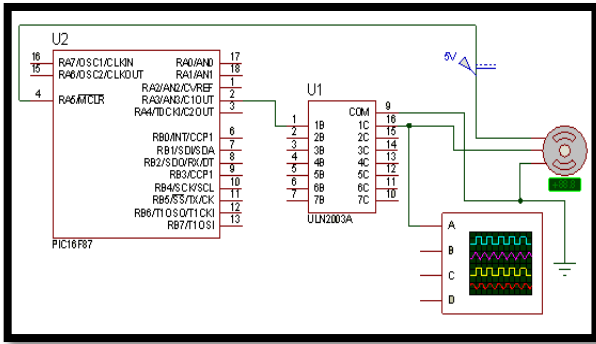 U2
16 RA7/OSC1/CLKIN RA0/AN0 17
15 RA6/OSC2/CLKOUT RA1/AN1 18
RA2/AN2/CVREF 1
4 RA5/MCLR RA3/AN3/C1OUT 2
RA4/T0CKI/C2OUT 3
RB0/INT/CCP1 6
RB1/SDI/SDA 7
RB2/SDO/RX/DT 8
RB3/CCP1 9
RB4/SCK/SCL 10
RB5/SS/TX/CK 11
RB6/T1OSO/T1CKI 12
RB7/T1OSI 13
PIC16F87
U1
COM 9
1 1B 1C 16
2 2B 2C 15
3 3B 3C 14
4 4B 4C 13
5 5B 5C 12
6 6B 6C 11
7 7B 7C 10
ULN2003A
5V
A
B
C
D